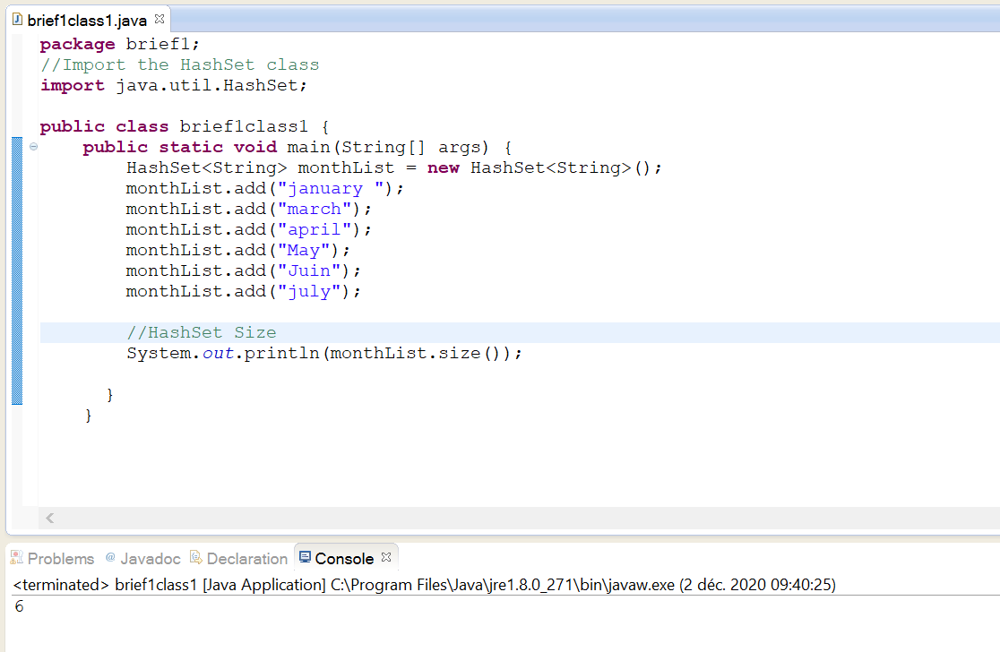 brief1class1.java
package brief1;
//Import the HashSet class
import java.util.HashSet;
public class brief1class1 {
public static void main(String[] args) {
HashSet<String> monthList = new HashSet<String>();
monthList.add("january ");
monthList.add("march");
monthList.add("april");
monthList.add("May");
monthList.add("Juin");
monthList.add("july");
//HashSet Size
System.out.println(monthList.size());
}
}
Problems @ Javadoc Declaration Console
<terminated> brief1class1 [Java Application] C:\Program Files\Java\jre1.8.0_271\bin\javaw.exe (2 déc. 2020 09:40:25)
6